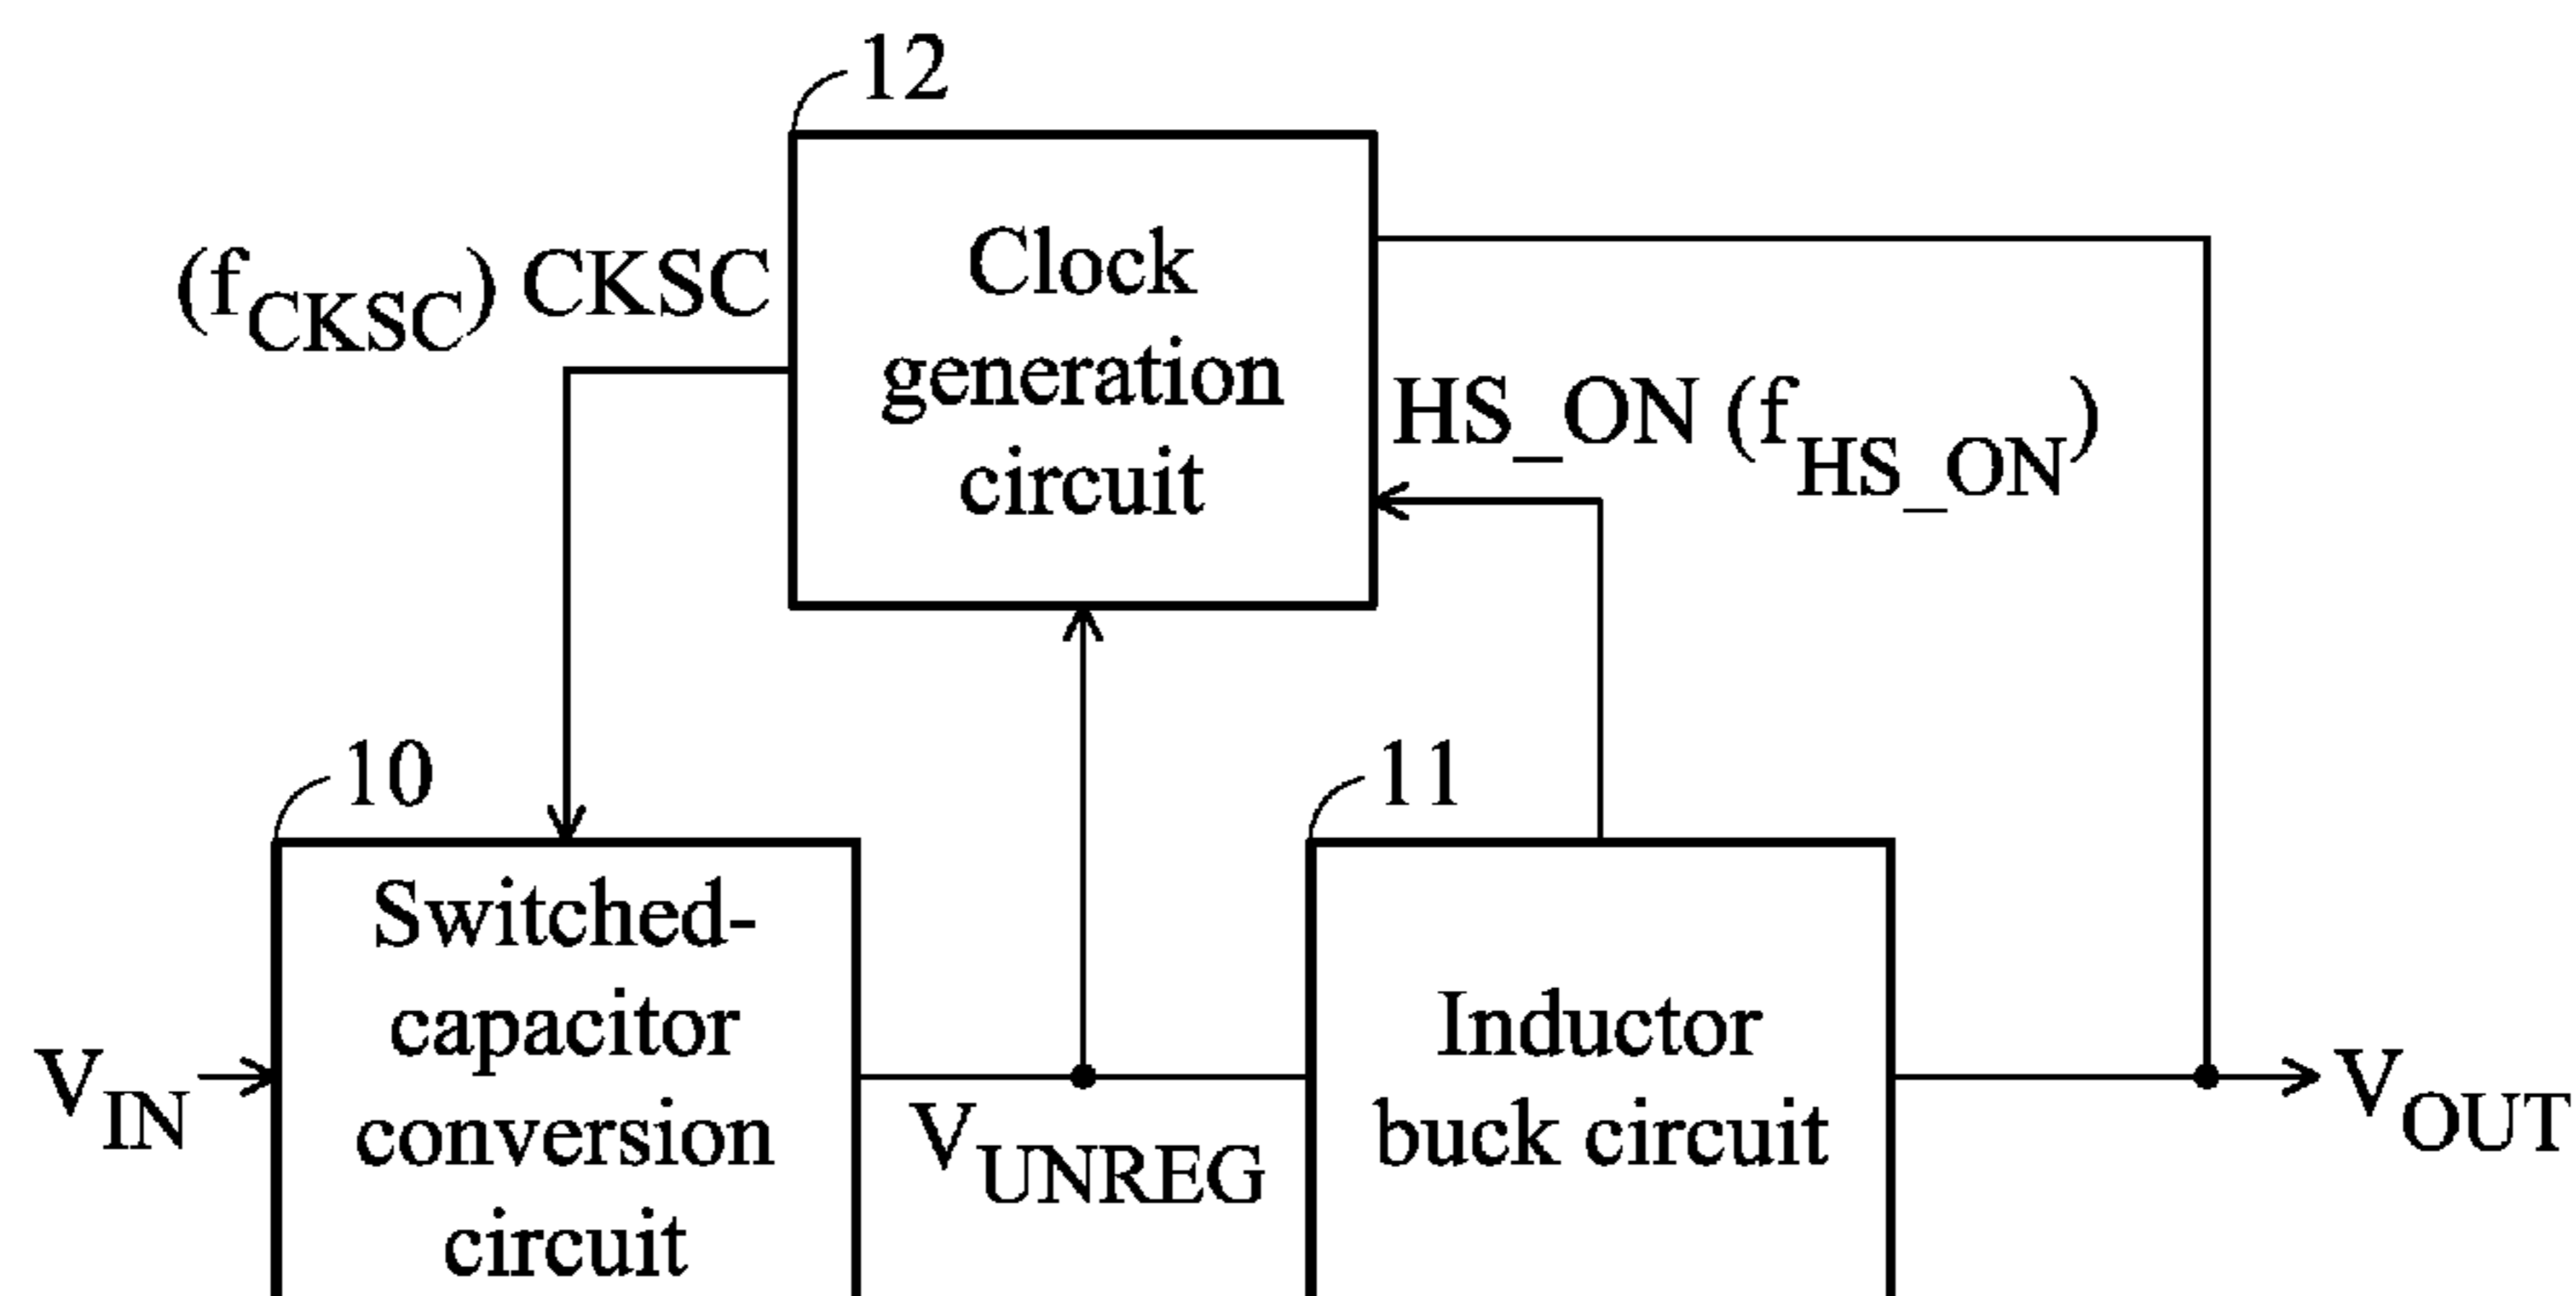 12
(fCKSC) CKSC
Clock
generation
circuit
HS_ON (fHS_ON)
10
11
Switched-
capacitor
conversion
circuit
Inductor
buck circuit
VIN
VUNREG
VOUT